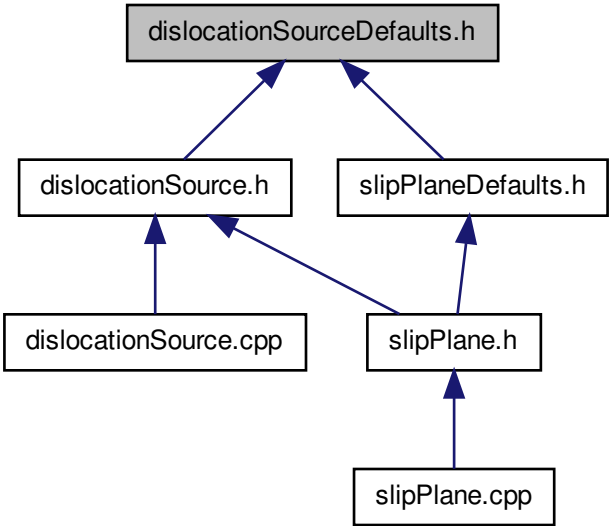 dislocationSourceDefaults.h
dislocationSource.h
slipPlaneDefaults.h
dislocationSource.cpp
slipPlane.h
slipPlane.cpp